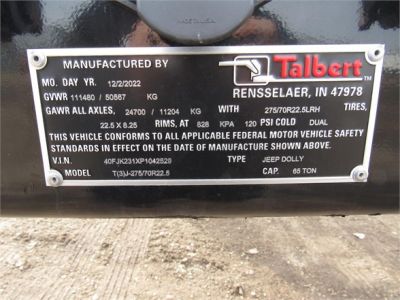 MANUFACTURED BY Talbert TM
MO. DAY YR. 12/2/2022 RENSSELAER, IN 47978
GVWR 111480 / 50567 KG
GAWR ALL AXLES, 24700 / 11204 KG WITH 275/70R22.5LRH TIRES,
22.5 X 8.25 RIMS, AT 828 KPA 120 PSI COLD DUAL
THIS VEHICLE CONFORMS TO ALL APPLICABLE FEDERAL MOTOR VEHICLE SAFETY
STANDARDS IN EFFECT ON THE DATE OF MANUFACTURE SHOWN ABOVE.
V.I.N. 40FJK231XP1042529 TYPE JEEP DOLLY
MODEL T(3)J-275/70R22.5 CAP. 65 TON